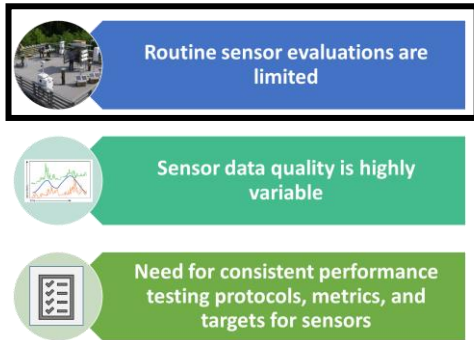 Routine sensor evaluations are
limited
Sensor data quality is highly
variable
Need for consistent performance
testing protocols, metrics, and
targets for sensors